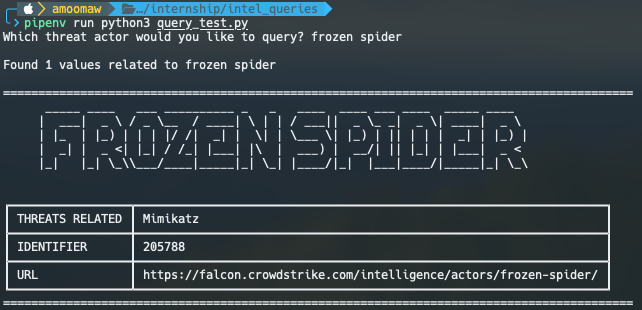 amoomaw …/internship/intel_queries
pipenv run python3 query_test.py
Which threat actor would you like to query? frozen spider
Found 1 values related to frozen spider
FROZEN SPIDER
THREATS RELATED Mimikatz
IDENTIFIER 205788
URL https://falcon.crowdstrike.com/intelligence/actors/frozen-spider/